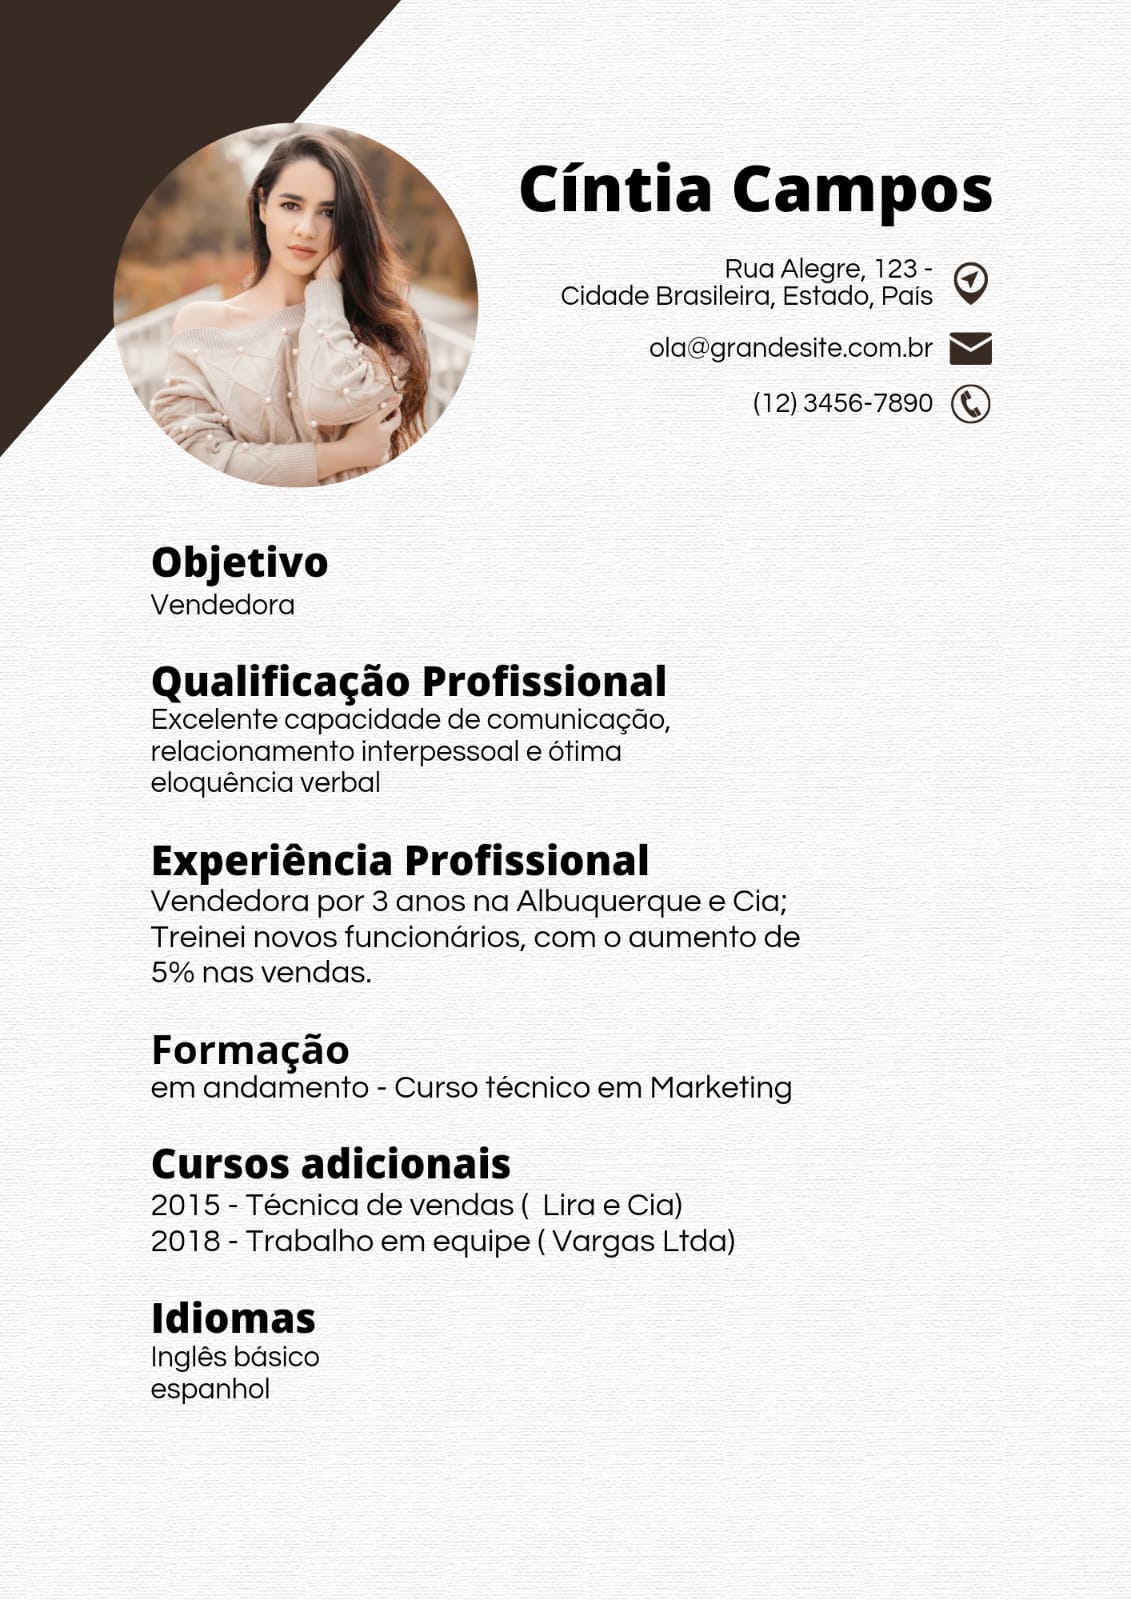 Cíntia Campos
Rua Alegre, 123 -
Cidade Brasileira, Estado, País
ola@grandesite.com.br
(12) 3456-7890
Objetivo
Vendedora
Qualificação Profissional
Excelente capacidade de comunicação,
relacionamento interpessoal e ótima
eloquência verbal
Experiência Profissional
Vendedora por 3 anos na Albuquerque e Cia;
Treinei novos funcionários, com o aumento de
5% nas vendas.
Formação
em andamento - Curso técnico em Marketing
Cursos adicionais
2015 - Técnica de vendas (  Lira e Cia)
2018 - Trabalho em equipe ( Vargas Ltda)
Idiomas
Inglês básico
espanhol